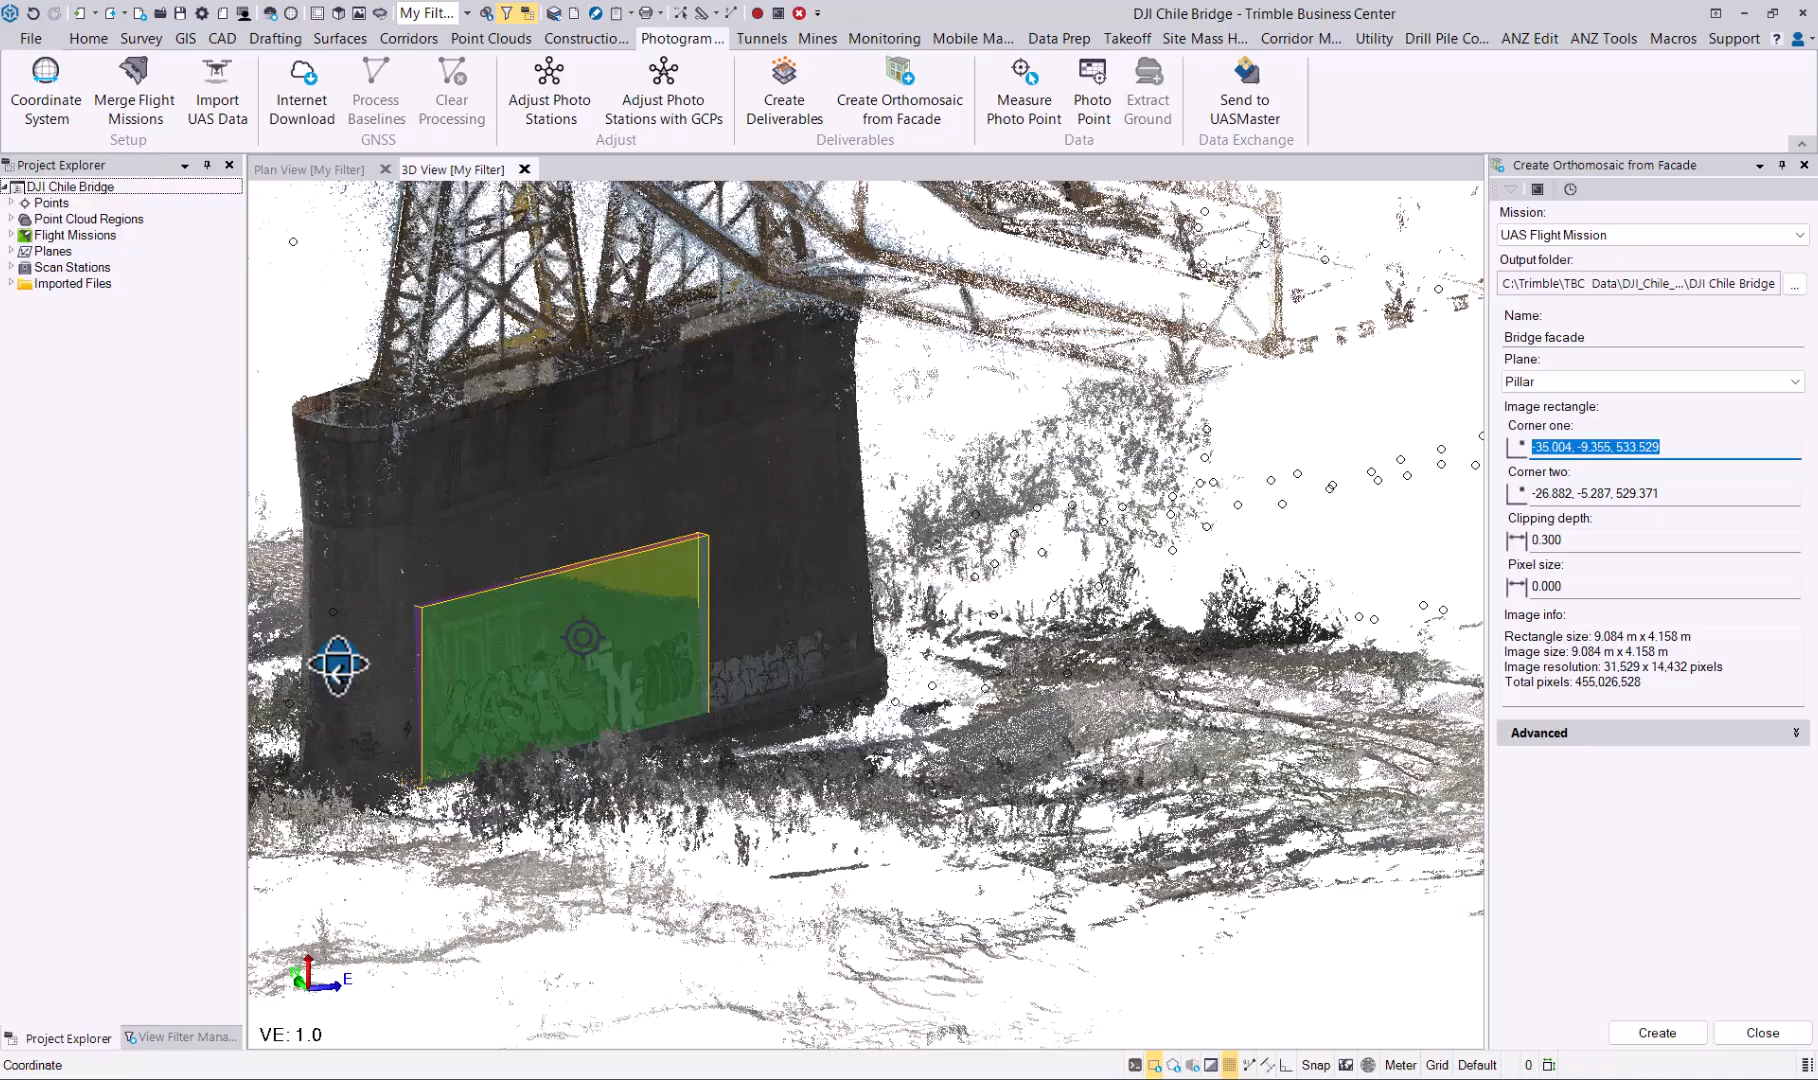 My Filt...
DJI Chile Bridge - Trimble Business Center
File Home Survey GIS CAD Drafting Surfaces Corridors Point Clouds Constructio... Photogram... Tunnels Mines Monitoring Mobile Ma... Data Prep Takeoff Site Mass H... Corridor M... Utility Drill Pile Co... ANZ Edit ANZ Tools Macros Support
Coordinate System
Merge Flight Missions
Import UAS Data
Setup
Internet Download
Process Baselines
Clear Processing
GNSS
Adjust Photo Stations
Adjust Photo Stations with GCPs
Adjust
Create Deliverables
Create Orthomosaic from Facade
Deliverables
Measure Photo Point
Photo Point
Extract Ground
Data
Send to UASMaster
Data Exchange
Project Explorer
DJI Chile Bridge
Points
Point Cloud Regions
Flight Missions
Planes
Scan Stations
Imported Files
Plan View [My Filter]
3D View [My Filter]
E
VE: 1.0
Create Orthomosaic from Facade
Mission:
UAS Flight Mission
Output folder:
C:\Trimble\TBC Data\DJI_Chile_...\DJI Chile Bridge
...
Name:
Bridge facade
Plane:
Pillar
Image rectangle:
Corner one:
-35.004, -9.355, 533.529
Corner two:
-26.882, -5.287, 529.371
Clipping depth:
0.300
Pixel size:
0.000
Image info:
Rectangle size: 9.084 m x 4.158 m
Image size: 9.084 m x 4.158 m
Image resolution: 31,529 x 14,432 pixels
Total pixels: 455,026,528
Advanced
Create
Close
Project Explorer
View Filter Mana...
Coordinate
Snap
Meter
Grid
Default
0